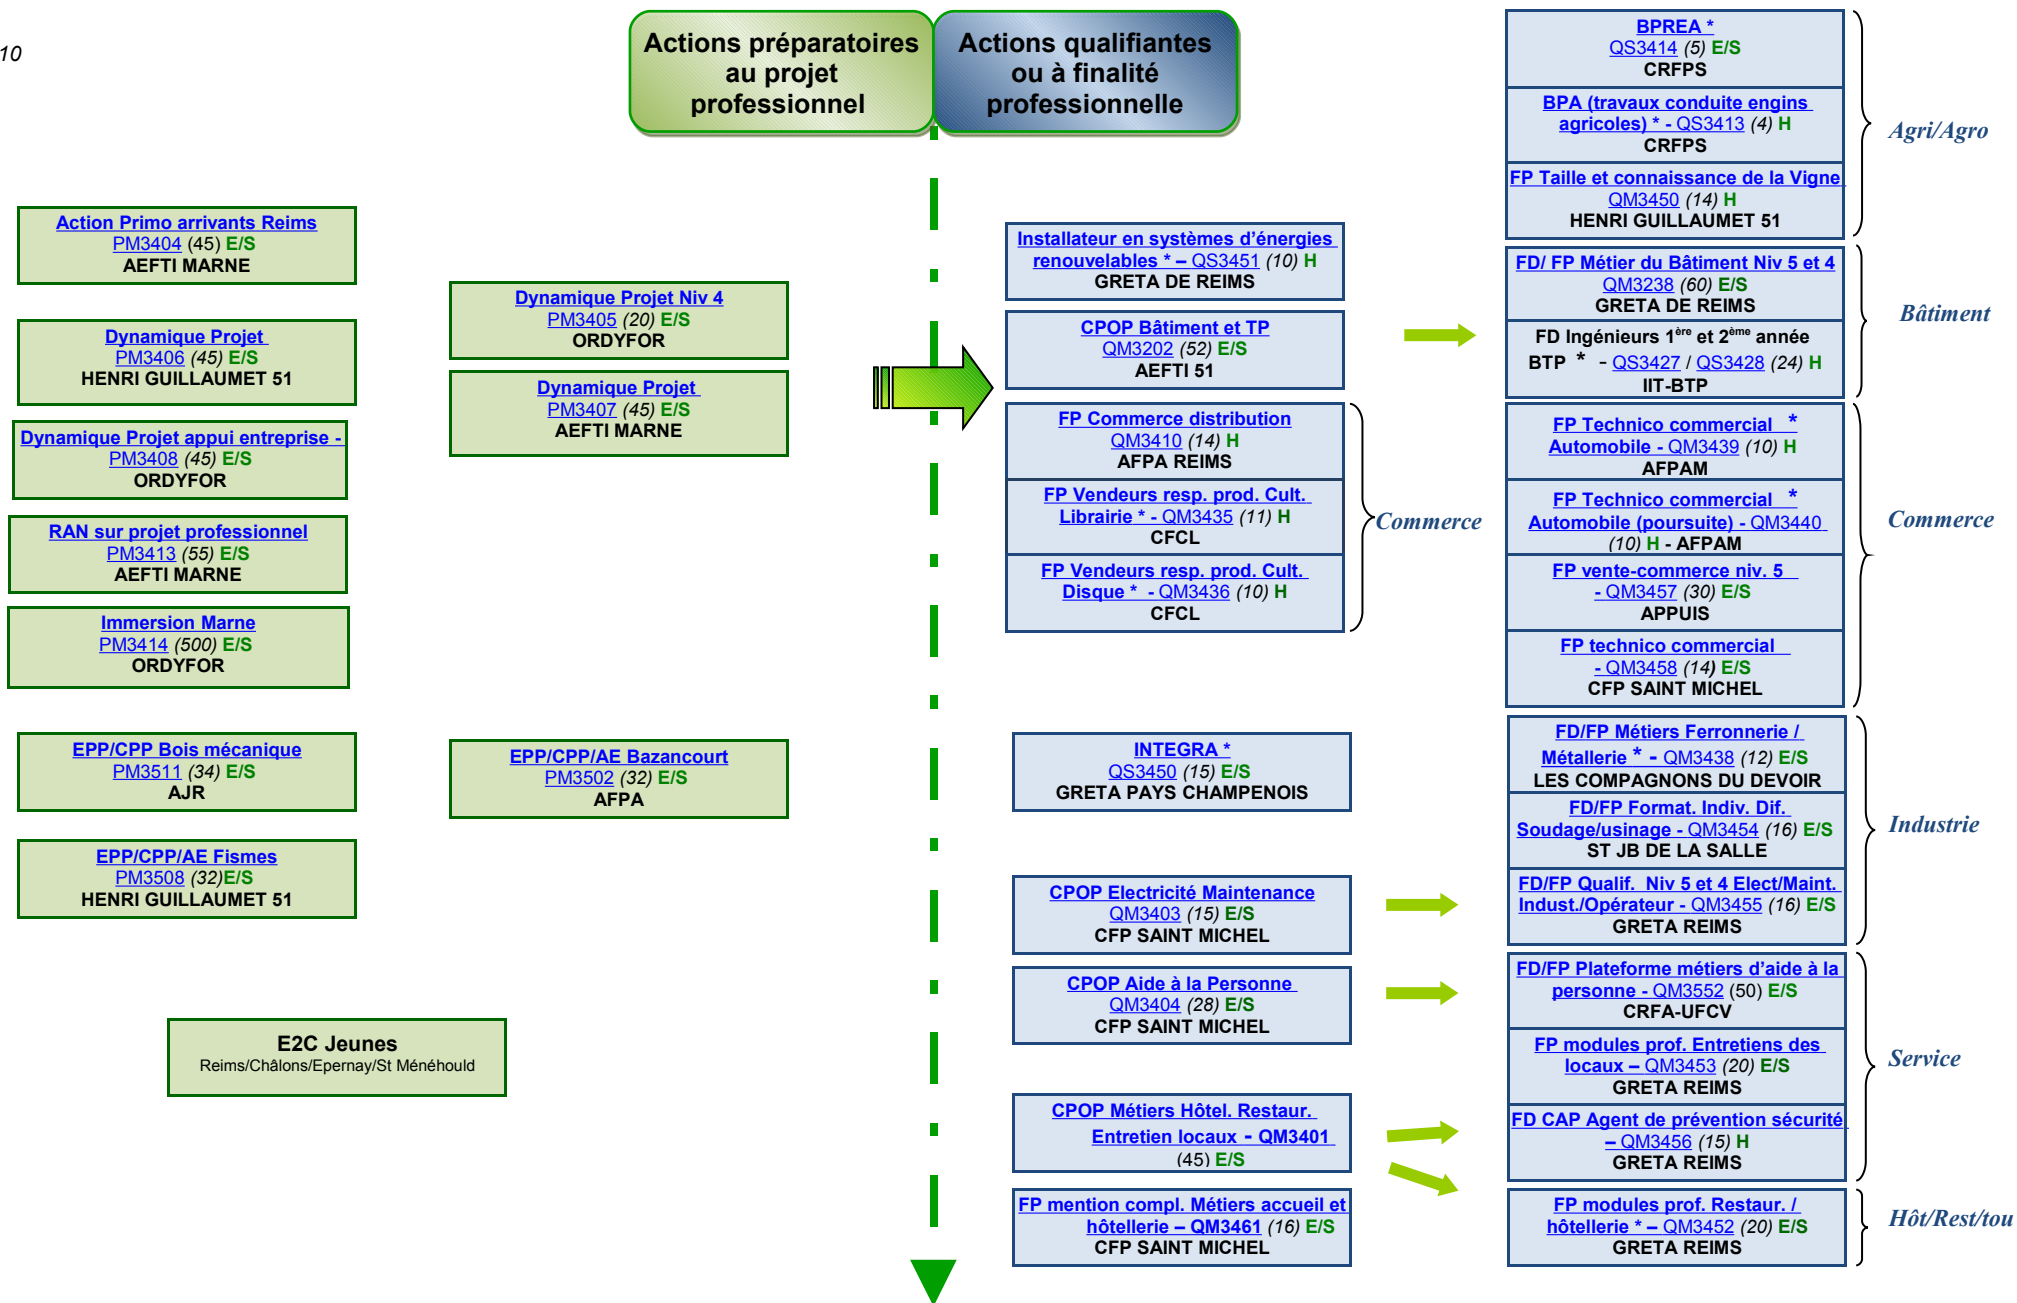 10
Actions préparatoires
au projet
professionnel
Actions qualifiantes
ou à finalité
professionnelle
Action Primo arrivants Reims
PM3404 (45) E/S
AEFTI MARNE
Dynamique Projet
PM3406 (45) E/S
HENRI GUILLAUMET 51
Dynamique Projet appui entreprise -
PM3408 (45) E/S
ORDYFOR
RAN sur projet professionnel
PM3413 (55) E/S
AEFTI MARNE
Immersion Marne
PM3414 (500) E/S
ORDYFOR
EPP/CPP Bois mécanique
PM3511 (34) E/S
AJR
EPP/CPP/AE Fismes
PM3508 (32)E/S
HENRI GUILLAUMET 51
Dynamique Projet Niv 4
PM3405 (20) E/S
ORDYFOR
Dynamique Projet
PM3407 (45) E/S
AEFTI MARNE
EPP/CPP/AE Bazancourt
PM3502 (32) E/S
AFPA
E2C Jeunes
Reims/Châlons/Epernay/St Ménéhould
Installateur en systèmes d’énergies
renouvelables * – QS3451 (10) H
GRETA DE REIMS
CPOP Bâtiment et TP
QM3202 (52) E/S
AEFTI 51
FP Commerce distribution
QM3410 (14) H
AFPA REIMS
FP Vendeurs resp. prod. Cult.
Librairie * - QM3435 (11) H
CFCL
FP Vendeurs resp. prod. Cult.
Disque * - QM3436 (10) H
CFCL
Commerce
INTEGRA *
QS3450 (15) E/S
GRETA PAYS CHAMPENOIS
CPOP Electricité Maintenance
QM3403 (15) E/S
CFP SAINT MICHEL
CPOP Aide à la Personne
QM3404 (28) E/S
CFP SAINT MICHEL
CPOP Métiers Hôtel. Restaur.
Entretien locaux - QM3401
(45) E/S
FP mention compl. Métiers accueil et
hôtellerie – QM3461 (16) E/S
CFP SAINT MICHEL
BPREA *
QS3414 (5) E/S
CRFPS
BPA (travaux conduite engins
agricoles) * - QS3413 (4) H
CRFPS
FP Taille et connaissance de la Vigne
QM3450 (14) H
HENRI GUILLAUMET 51
Agri/Agro
FD/ FP Métier du Bâtiment Niv 5 et 4
QM3238 (60) E/S
GRETA DE REIMS
FD Ingénieurs 1ère et 2ème année
BTP * - QS3427 / QS3428 (24) H
IIT-BTP
Bâtiment
FP Technico commercial *
Automobile - QM3439 (10) H
AFPAM
FP Technico commercial *
Automobile (poursuite) - QM3440
(10) H - AFPAM
FP vente-commerce niv. 5
- QM3457 (30) E/S
APPUIS
FP technico commercial
- QM3458 (14) E/S
CFP SAINT MICHEL
Commerce
FD/FP Métiers Ferronnerie /
Métallerie * - QM3438 (12) E/S
LES COMPAGNONS DU DEVOIR
FD/FP Format. Indiv. Dif.
Soudage/usinage - QM3454 (16) E/S
ST JB DE LA SALLE
FD/FP Qualif. Niv 5 et 4 Elect/Maint.
Indust./Opérateur - QM3455 (16) E/S
GRETA REIMS
Industrie
FD/FP Plateforme métiers d’aide à la
personne - QM3552 (50) E/S
CRFA-UFCV
FP modules prof. Entretiens des
locaux – QM3453 (20) E/S
GRETA REIMS
FD CAP Agent de prévention sécurité
– QM3456 (15) H
GRETA REIMS
Service
FP modules prof. Restaur. /
hôtellerie * – QM3452 (20) E/S
GRETA REIMS
Hôt/Rest/tou